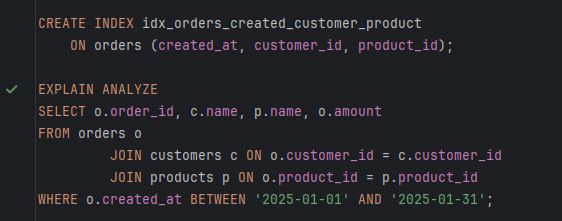 CREATE INDEX idx_orders_created_customer_product
    ON orders (created_at, customer_id, product_id);

EXPLAIN ANALYZE
SELECT o.order_id, c.name, p.name, o.amount
FROM orders o
         JOIN customers c ON o.customer_id = c.customer_id
         JOIN products p ON o.product_id = p.product_id
WHERE o.created_at BETWEEN '2025-01-01' AND '2025-01-31';